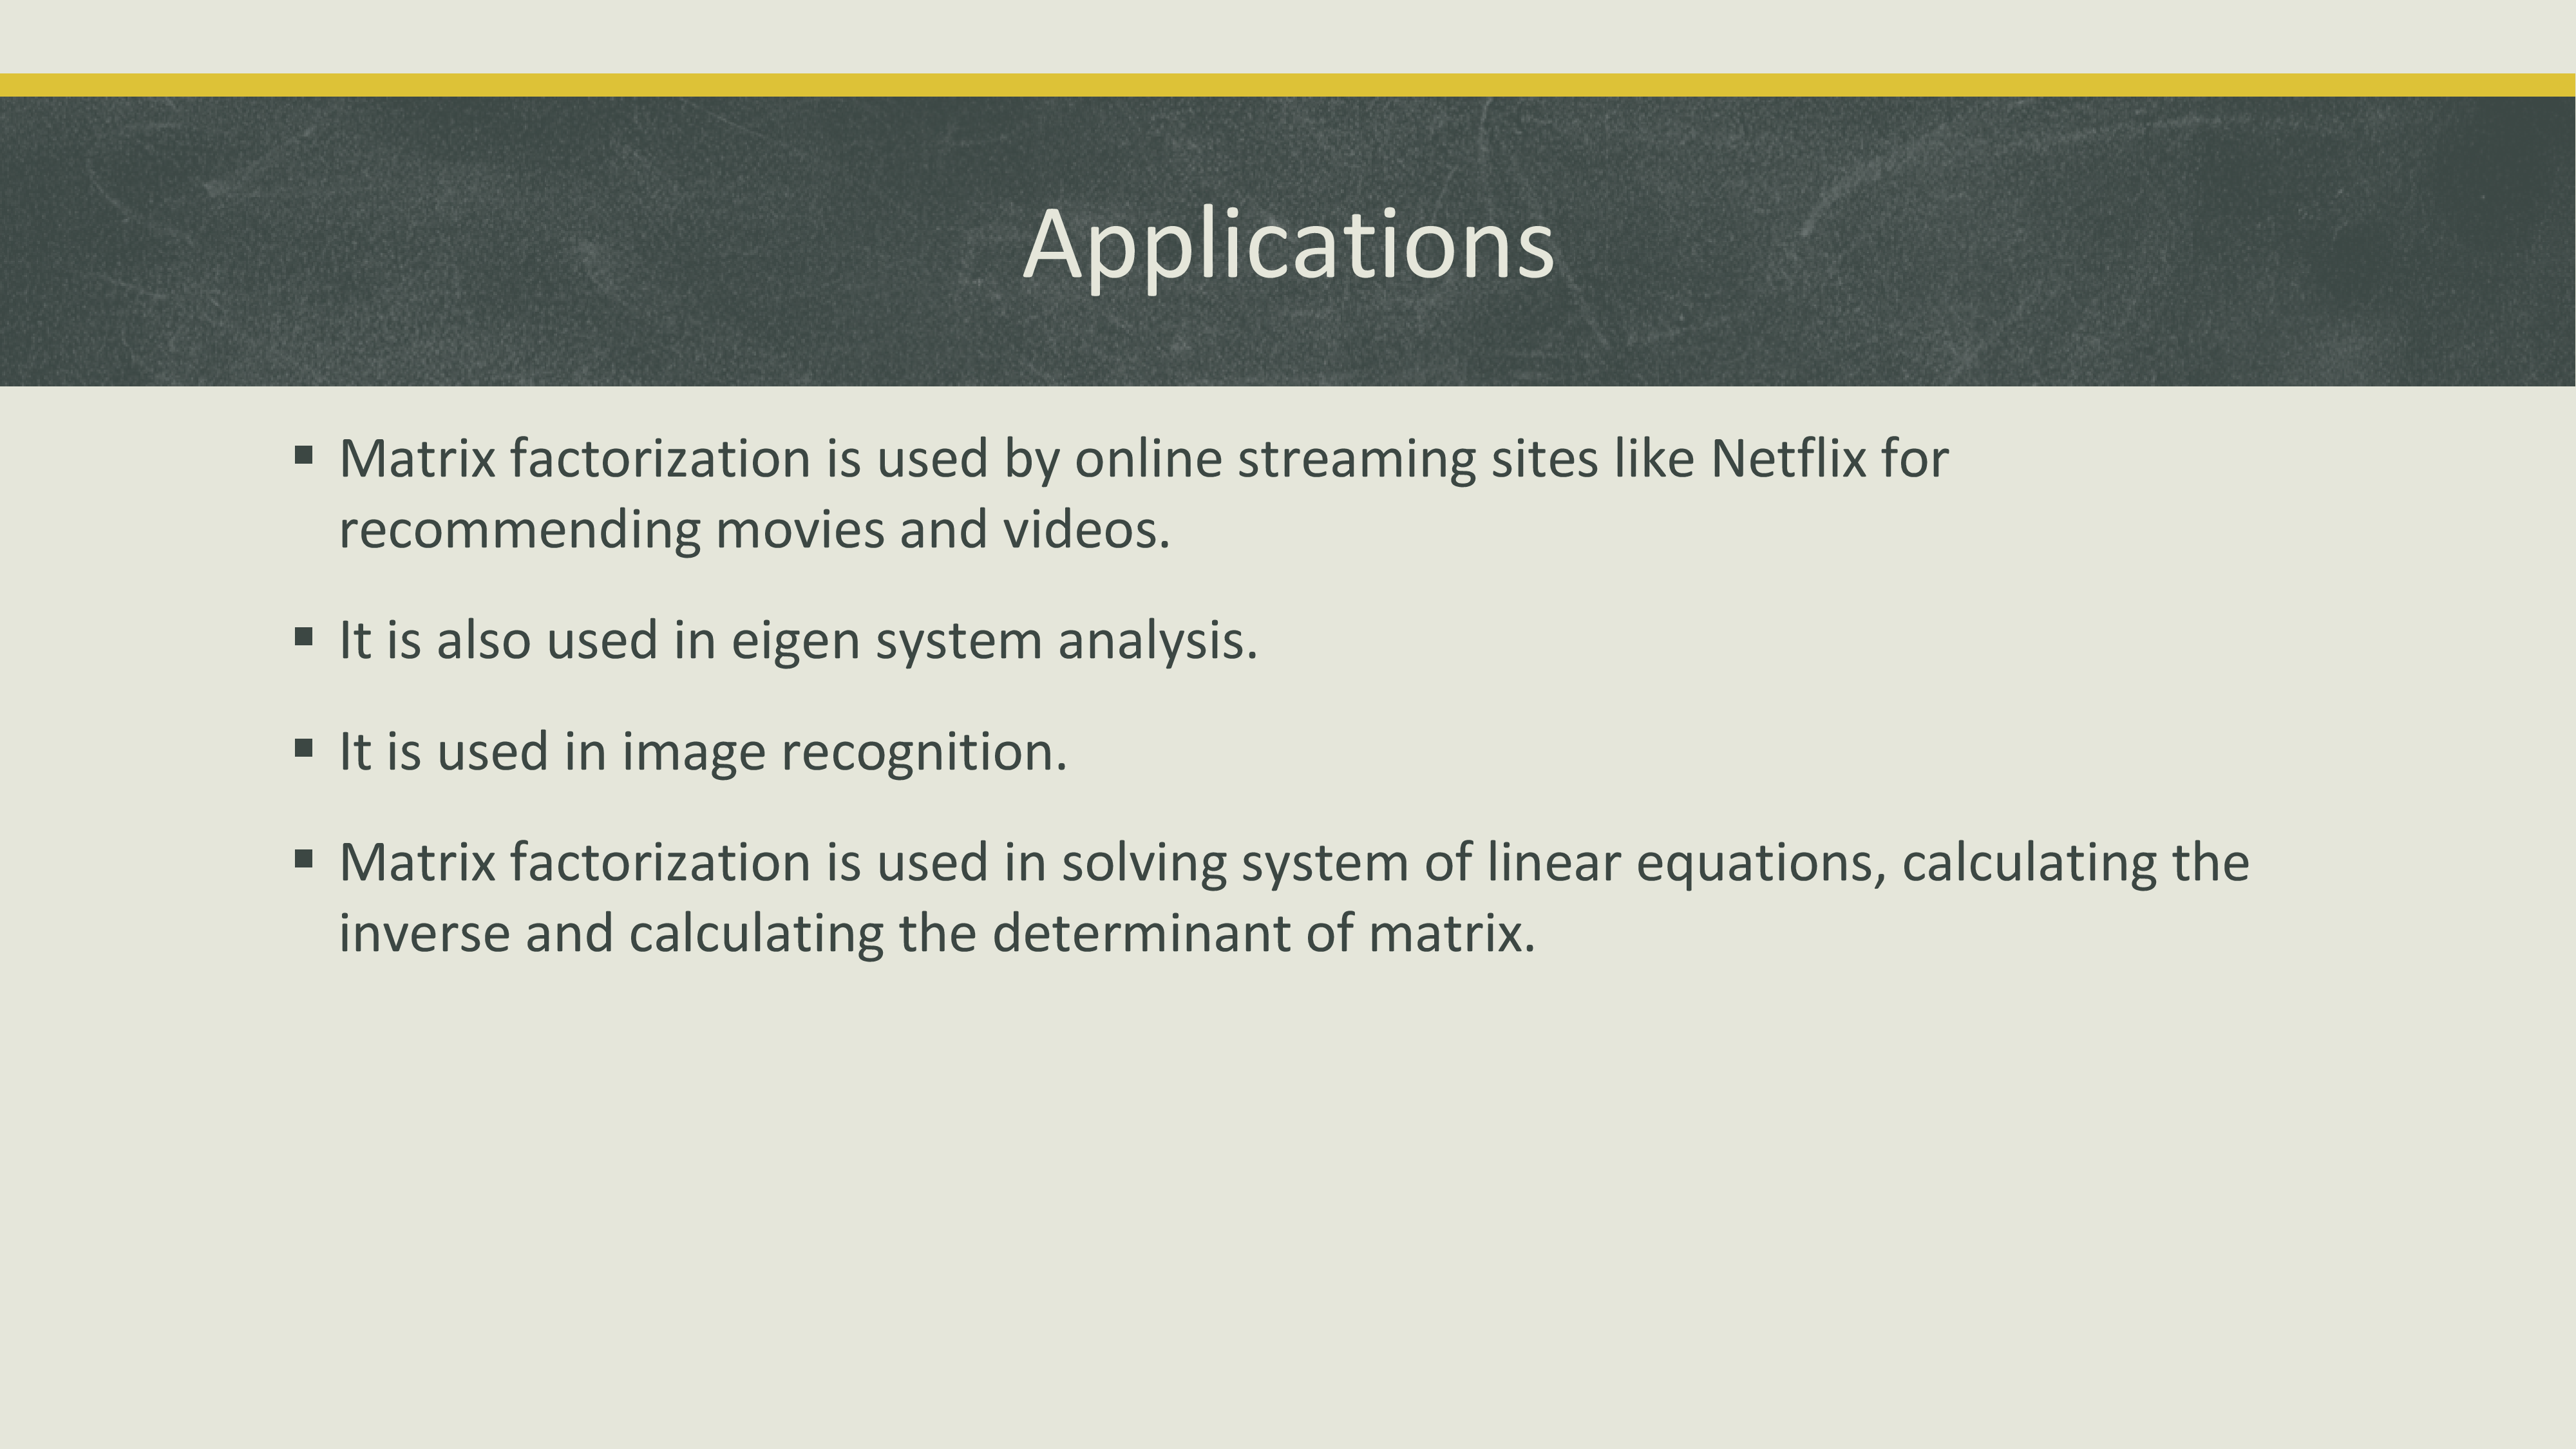 Applications
▪ Matrix factorization is used by online streaming sites like Netflix for
recommending movies and videos.
▪ It is also used in eigen system analysis.
▪ It is used in image recognition.
▪ Matrix factorization is used in solving system of linear equations, calculating the
inverse and calculating the determinant of matrix.